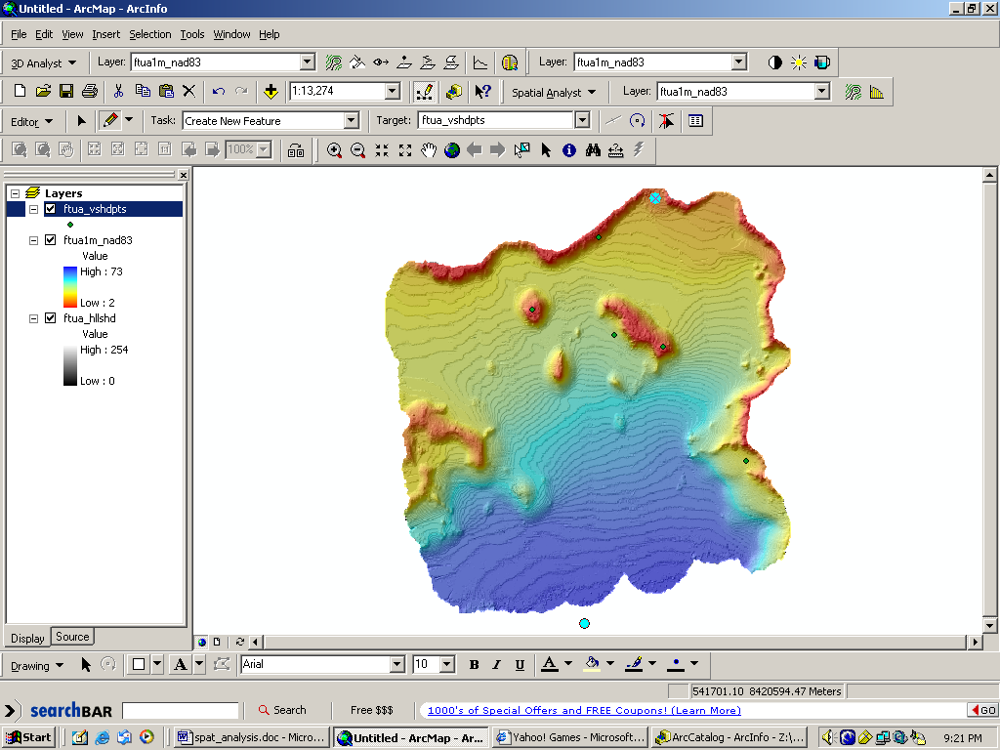 Untitled - ArcMap - ArcInfo
File Edit View Insert Selection Tools Window Help
3D Analyst Layer: ftua1m_nad83 Layer: ftua1m_nad83
1:13,274 Spatial Analyst Layer: ftua1m_nad83
Editor Task: Create New Feature Target: ftua_vshdpts
100%
Layers
ftua_vshdpts
ftua1m_nad83
Value
High : 73
Low : 2
ftua_hllshd
Value
High : 254
Low : 0
Display Source
Drawing A Arial 10 B I U A
541701.10 8420594.47 Meters
searchBAR Search Free $$$ 1000's of Special Offers and FREE Coupons! (Learn More) GO
Start spat_analysis.doc - Micro... Untitled - ArcMap - Ar... Yahoo! Games - Microsoft... ArcCatalog - ArcInfo - Z:\... 9:21 PM